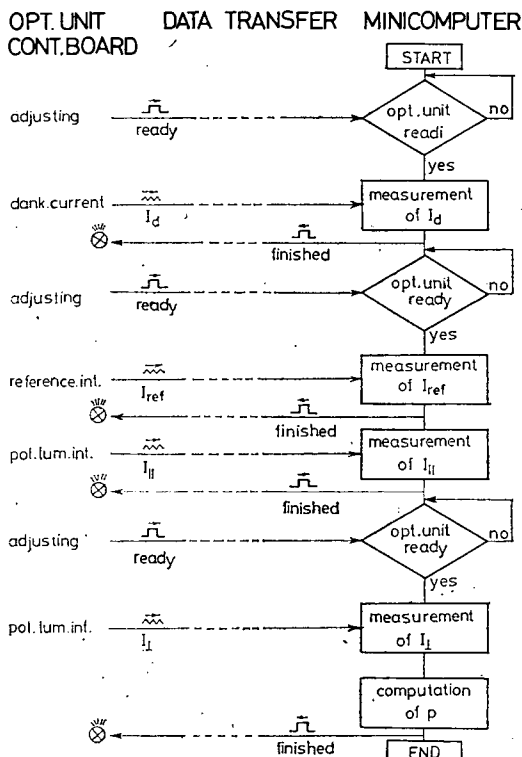 OPT. UNIT DATA TRANSFER MINICOMPUTER
CONT. BOARD
START
adjusting
ready
opt. unit
readi
no
yes
dank.current
I_d
measurement
of I_d
finished
adjusting
ready
opt. unit
ready
no
yes
reference.int.
I_ref
measurement
of I_ref
finished
pol.lum.int.
I_||
measurement
of I_||
finished
adjusting
ready
opt. unit
ready
no
yes
pol.lum.int.
I_⊥
measurement
of I_⊥
computation
of p
finished
END